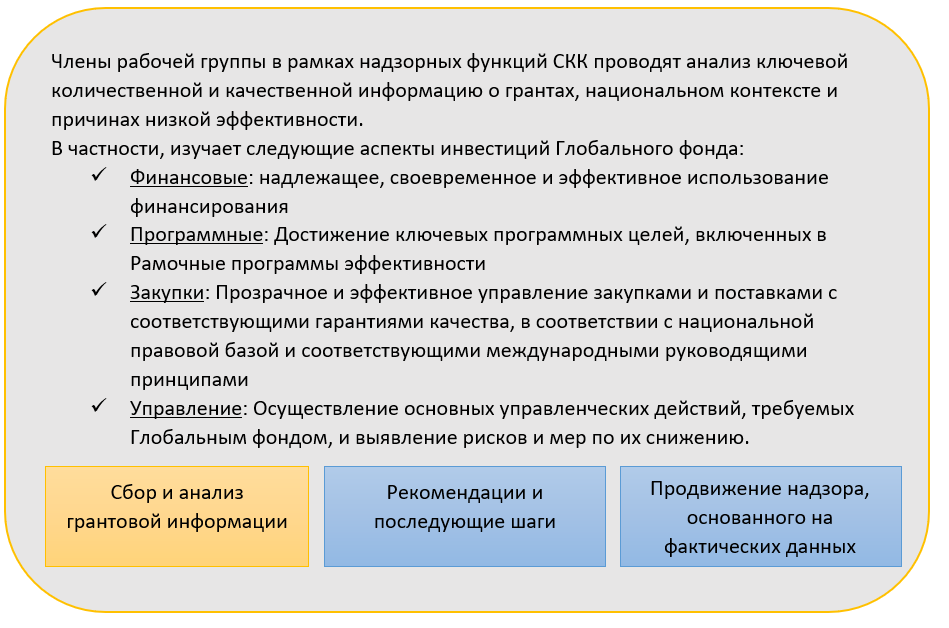 Члены рабочей группы в рамках надзорных функций СКК проводят анализ ключевой
количественной и качественной информацию о грантах, национальном контексте и
причинах низкой эффективности.
В частности, изучает следующие аспекты инвестиций Глобального фонда:
✓ Финансовые: надлежащее, своевременное и эффективное использование
финансирования
✓ Программные: Достижение ключевых программных целей, включенных в
Рамочные программы эффективности
✓ Закупки: Прозрачное и эффективное управление закупками и поставками с
соответствующими гарантиями качества, в соответствии с национальной
правовой базой и соответствующими международными руководящими
принципами
✓ Управление: Осуществление основных управленческих действий, требуемых
Глобальным фондом, и выявление рисков и мер по их снижению.
Сбор и анализ
грантовой информации
Рекомендации и
последующие шаги
Продвижение надзора,
основанного на
фактических данных